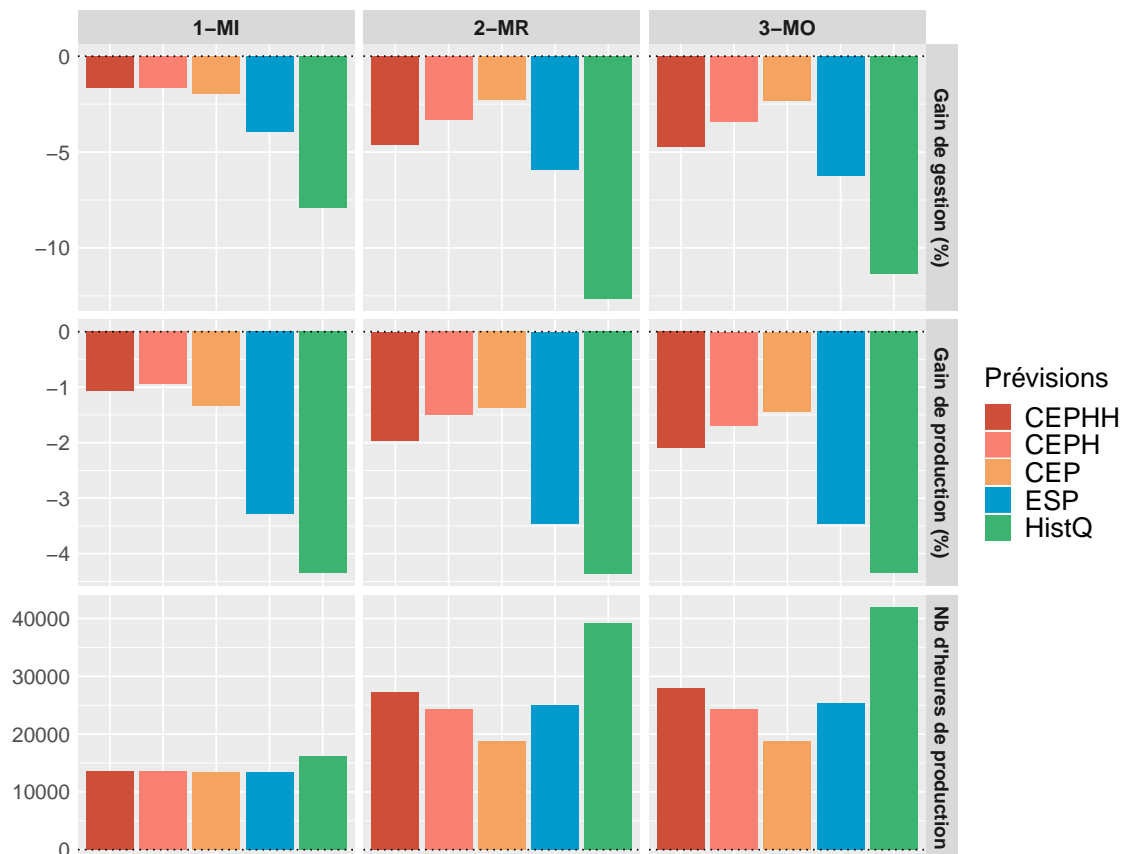 1−MI
2−MR
3−MO
0
−5
−10
Gain de gestion (%)
0
−1
−2
−3
−4
Gain de production (%)
40000
30000
20000
10000
0
Nb d'heures de production
Prévisions
CEPHH
CEPH
CEP
ESP
HistQ